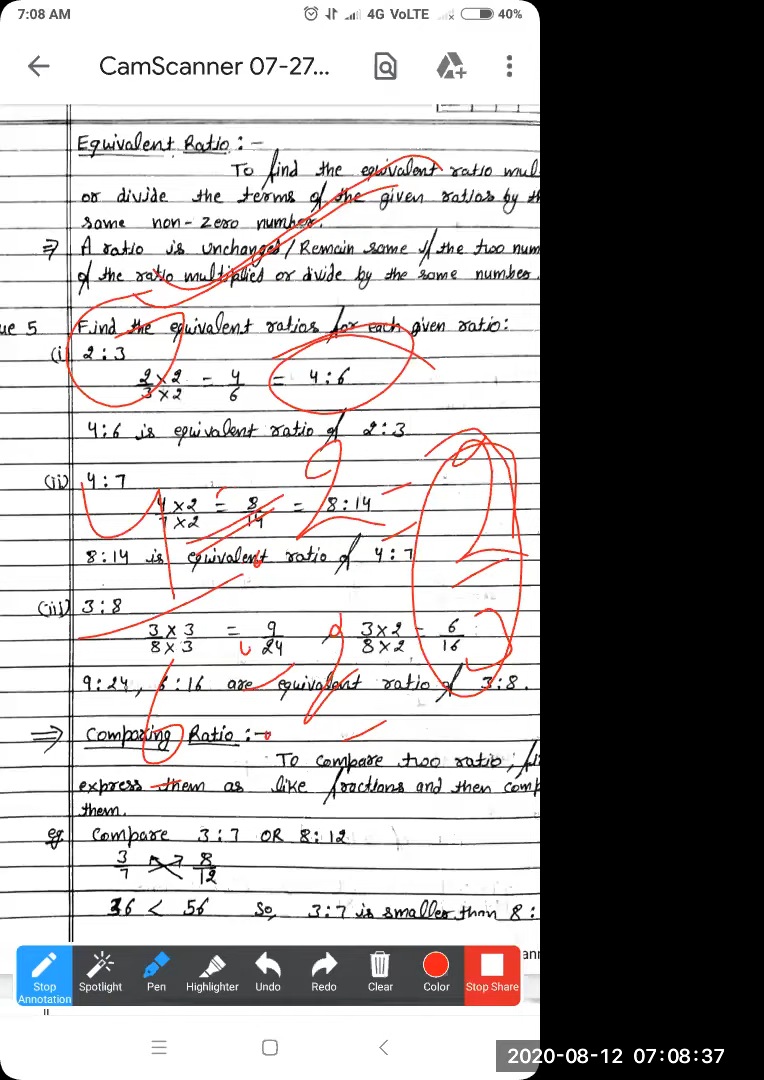 7:08 AM 4G VoLTE 40%
CamScanner 07-27...
Equivalent Ratio :-
To find the equivalent ratio mul
or divide the terms of the given ratios by th
same non-zero number.
⇒ A ratio is unchanged/Remain same if the two num
of the ratio multiplied or divide by the same number.
ue 5 Find the equivalent ratios for each given ratio:
(i) 2:3
2×2 / 3×2 = 4/6 = 4:6
4:6 is equivalent ratio of 2:3
(ii) 4:7
4×2 / 7×2 = 8/14 = 8:14
8:14 is equivalent ratio of 4:7
(iii) 3:8
3×3 / 8×3 = 9/24 , 3×2 / 8×2 = 6/16
9:24, 6:16 are equivalent ratio of 3:8.
⇒ Comparing Ratio :-
To compare two ratio,
express them as like fractions and then comp
them.
eg. Compare 3:7 OR 8:12
3/7 8/12
36 < 56 So, 3:7 is smaller than 8:
Stop Annotation Spotlight Pen Highlighter Undo Redo Clear Color Stop Share
2020-08-12 07:08:37